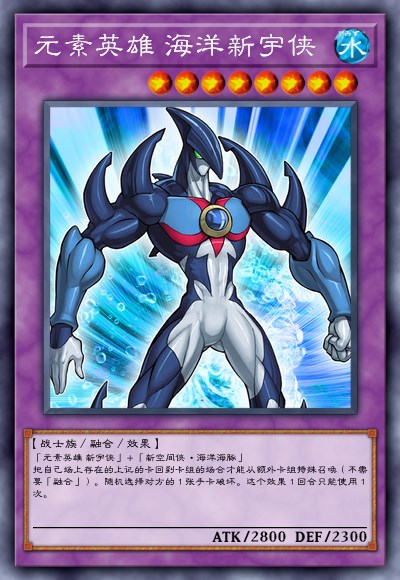 元素英雄 海洋新宇侠
水
【战士族／融合／效果】
「元素英雄 新宇侠」＋「新空间侠·海洋海豚」
把自己场上存在的上记的卡回到卡组的场合才能从额外卡组特殊召唤（不需
要「融合」）。随机选择对方的1张手卡破坏。这个效果1回合只能使用1
次。
ATK/2800 DEF/2300